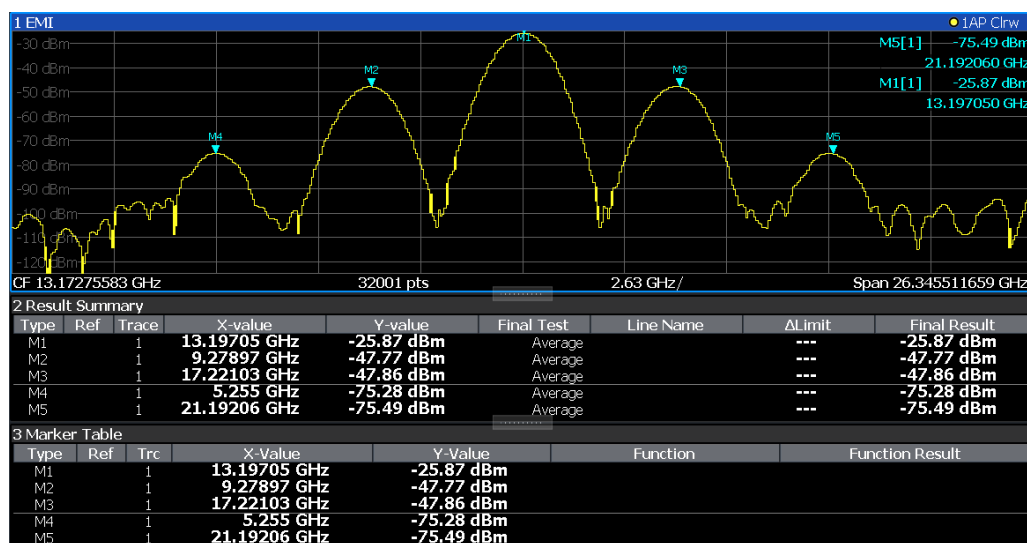 1 EMI 1AP Clrw
-30 dBm M1 M5[1] -75.49 dBm
-40 dBm M2 M3 21.192060 GHz
-50 dBm M1[1] -25.87 dBm
13.197050 GHz
-60 dBm
-70 dBm M4 M5
-80 dBm
-90 dBm
-100 dBm
-110 dBm
-120 dBm
CF 13.17275583 GHz 32001 pts 2.63 GHz/ Span 26.345511659 GHz
2 Result Summary
Type Ref Trace X-value Y-value Final Test Line Name ΔLimit Final Result
M1 1 13.19705 GHz -25.87 dBm Average --- -25.87 dBm
M2 1 9.27897 GHz -47.77 dBm Average --- -47.77 dBm
M3 1 17.22103 GHz -47.86 dBm Average --- -47.86 dBm
M4 1 5.255 GHz -75.28 dBm Average --- -75.28 dBm
M5 1 21.19206 GHz -75.49 dBm Average --- -75.49 dBm
3 Marker Table
Type Ref Trc X-Value Y-Value Function Function Result
M1 1 13.19705 GHz -25.87 dBm
M2 1 9.27897 GHz -47.77 dBm
M3 1 17.22103 GHz -47.86 dBm
M4 1 5.255 GHz -75.28 dBm
M5 1 21.19206 GHz -75.49 dBm